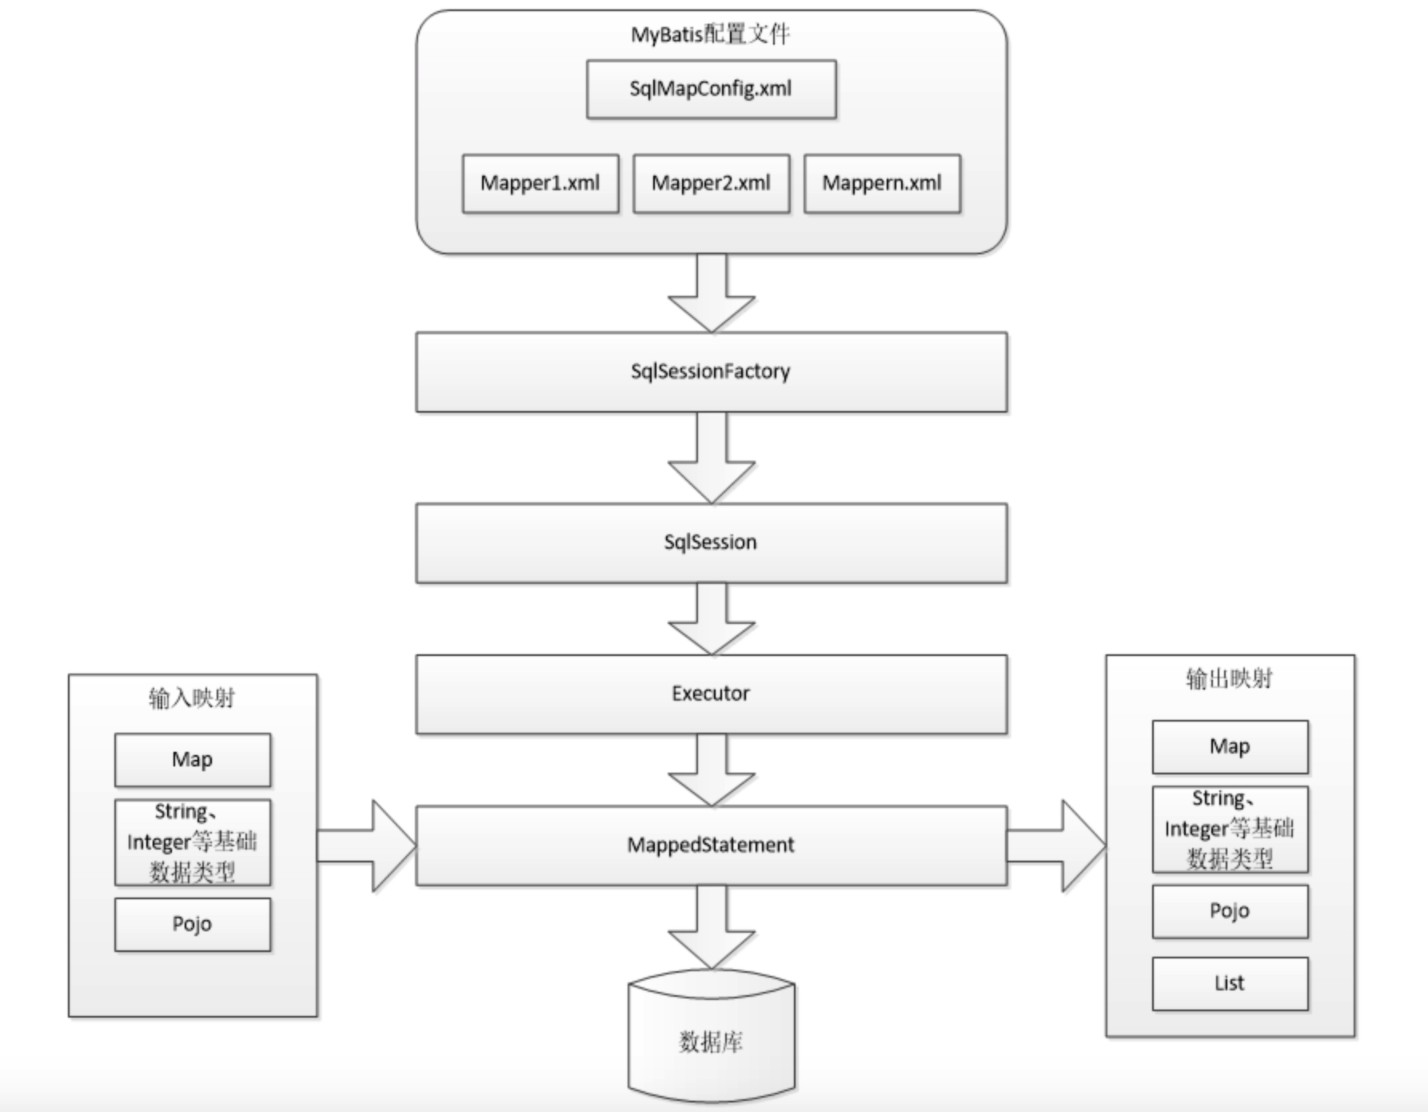 MyBatis配置文件
SqlMapConfig.xml
Mapper1.xml
Mapper2.xml
Mappern.xml
SqlSessionFactory
SqlSession
Executor
输入映射
Map
String、
Integer等基础
数据类型
Pojo
MappedStatement
输出映射
Map
String、
Integer等基础
数据类型
Pojo
List
数据库